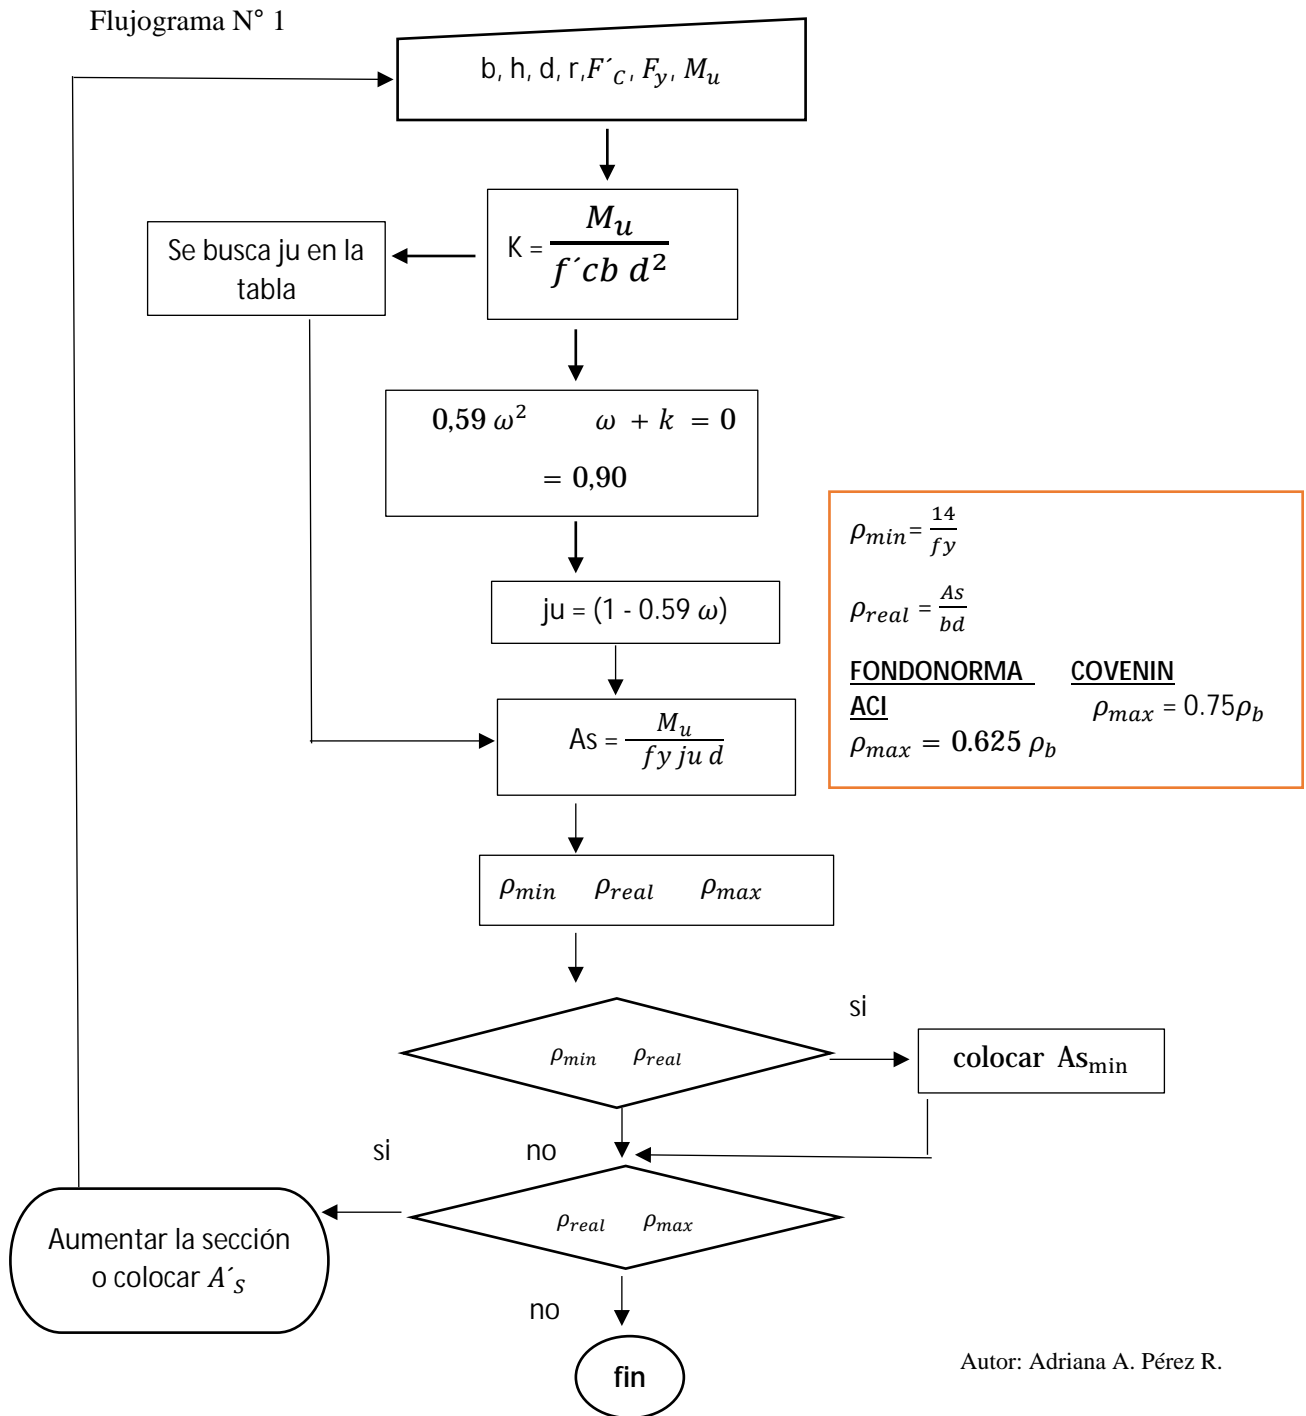 Flujograma N° 1
b, h, d, r, F´C, Fy, Mu
K = Mu / f´cb d²
Se busca ju en la
tabla
0,59 ω²   ω + k = 0
= 0,90
ju = (1 - 0.59 ω)
As = Mu / fy ju d
ρmin= 14/fy
ρreal = As/bd
FONDONORMA   COVENIN
ACI   ρmax = 0.75ρb
ρmax = 0.625 ρb
ρmin   ρreal   ρmax
ρmin   ρreal
si
colocar Asmin
no
ρreal   ρmax
si
Aumentar la sección
o colocar A´S
no
fin
Autor: Adriana A. Pérez R.